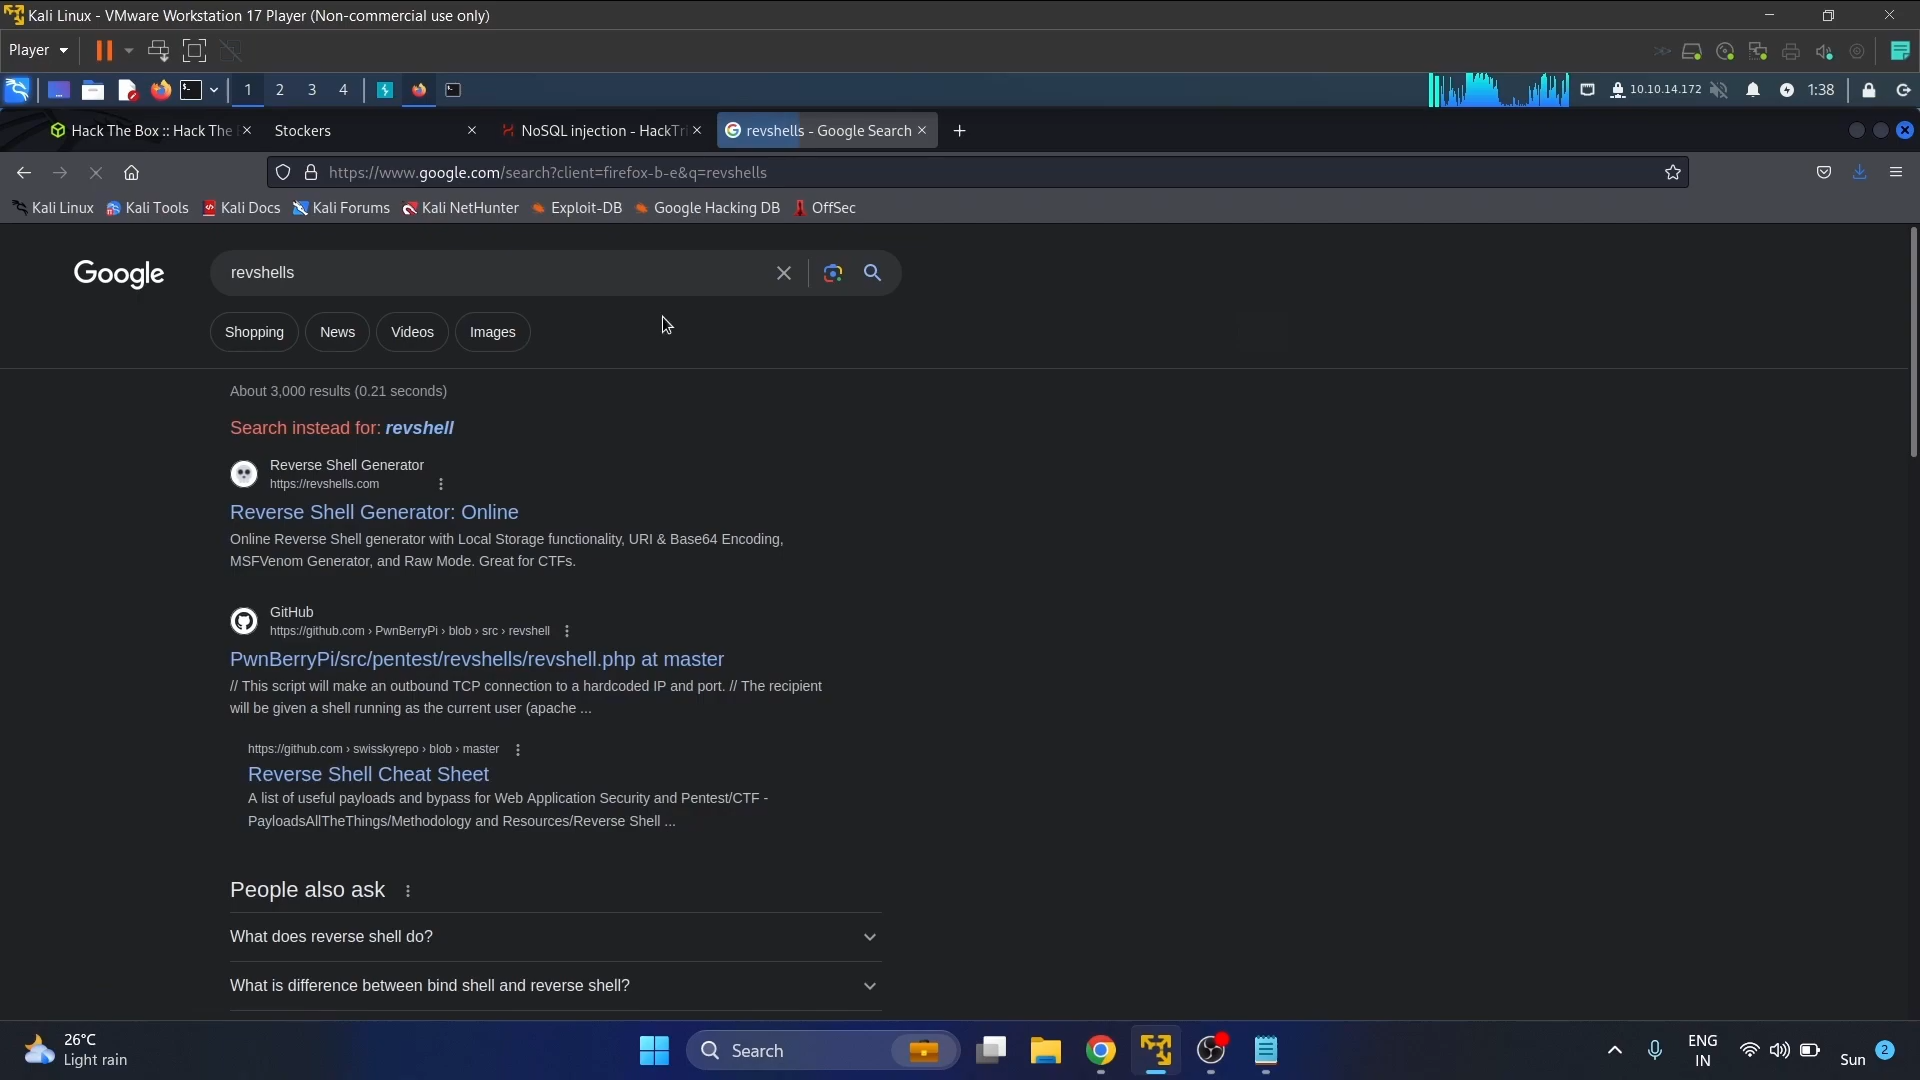 Kali Linux - VMware Workstation 17 Player (Non-commercial use only)
Player
1 2 3 4 10.10.14.172 1:38
Hack The Box :: Hack The Stockers NoSQL injection - HackTri revshells - Google Search
https://www.google.com/search?client=firefox-b-e&q=revshells
Kali Linux Kali Tools Kali Docs Kali Forums Kali NetHunter Exploit-DB Google Hacking DB OffSec
Google revshells
Shopping News Videos Images
About 3,000 results (0.21 seconds)
Search instead for: revshell
Reverse Shell Generator
https://revshells.com
Reverse Shell Generator: Online
Online Reverse Shell generator with Local Storage functionality, URI & Base64 Encoding,
MSFVenom Generator, and Raw Mode. Great for CTFs.
GitHub
https://github.com › PwnBerryPi › blob › src › revshell
PwnBerryPi/src/pentest/revshells/revshell.php at master
// This script will make an outbound TCP connection to a hardcoded IP and port. // The recipient
will be given a shell running as the current user (apache ...
https://github.com › swisskyrepo › blob › master
Reverse Shell Cheat Sheet
A list of useful payloads and bypass for Web Application Security and Pentest/CTF -
PayloadsAllTheThings/Methodology and Resources/Reverse Shell ...
People also ask
What does reverse shell do?
What is difference between bind shell and reverse shell?
26°C
Light rain
Search
ENG
IN
Sun 2